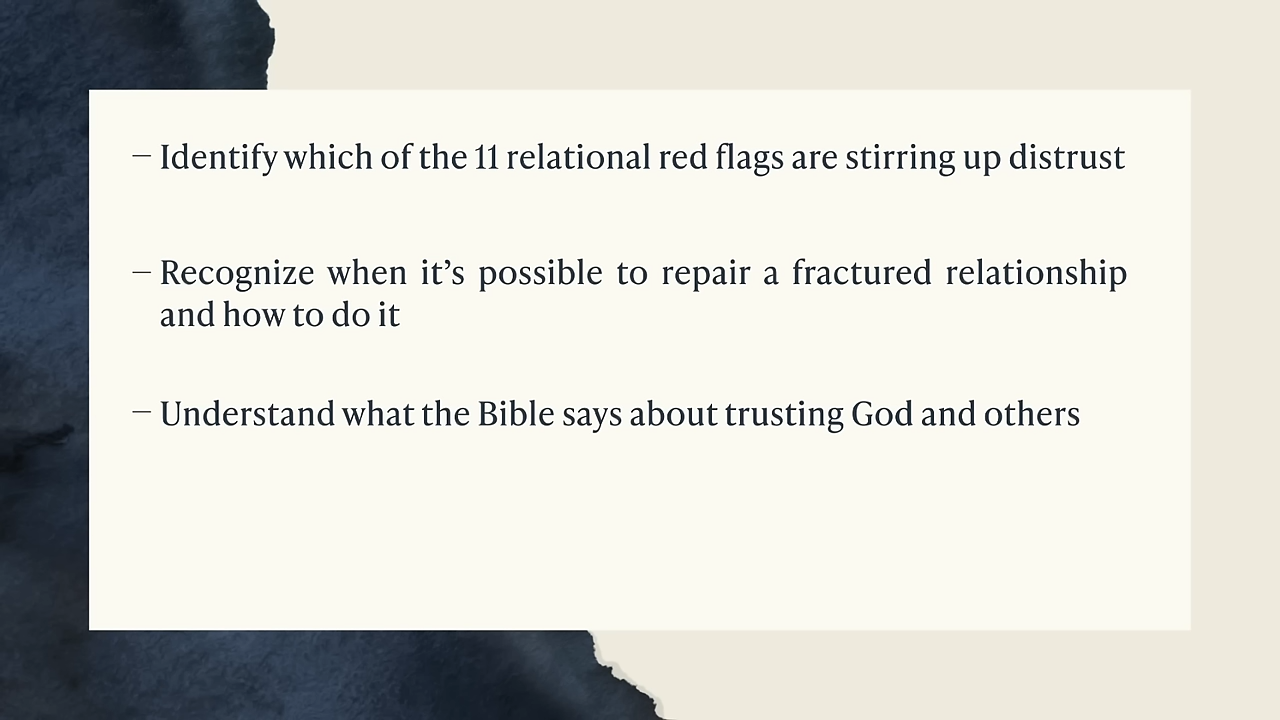 – Identify which of the 11 relational red flags are stirring up distrust
– Recognize when it’s possible to repair a fractured relationship
and how to do it
– Understand what the Bible says about trusting God and others